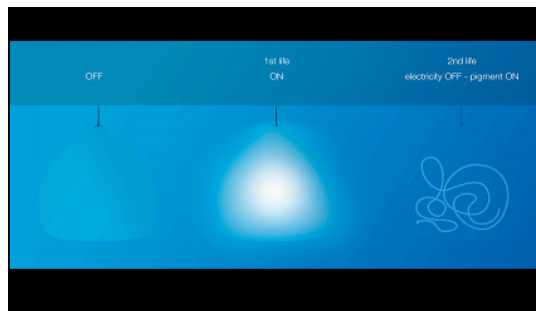 OFF
1st life
ON
2nd life
electricity OFF - pigment ON